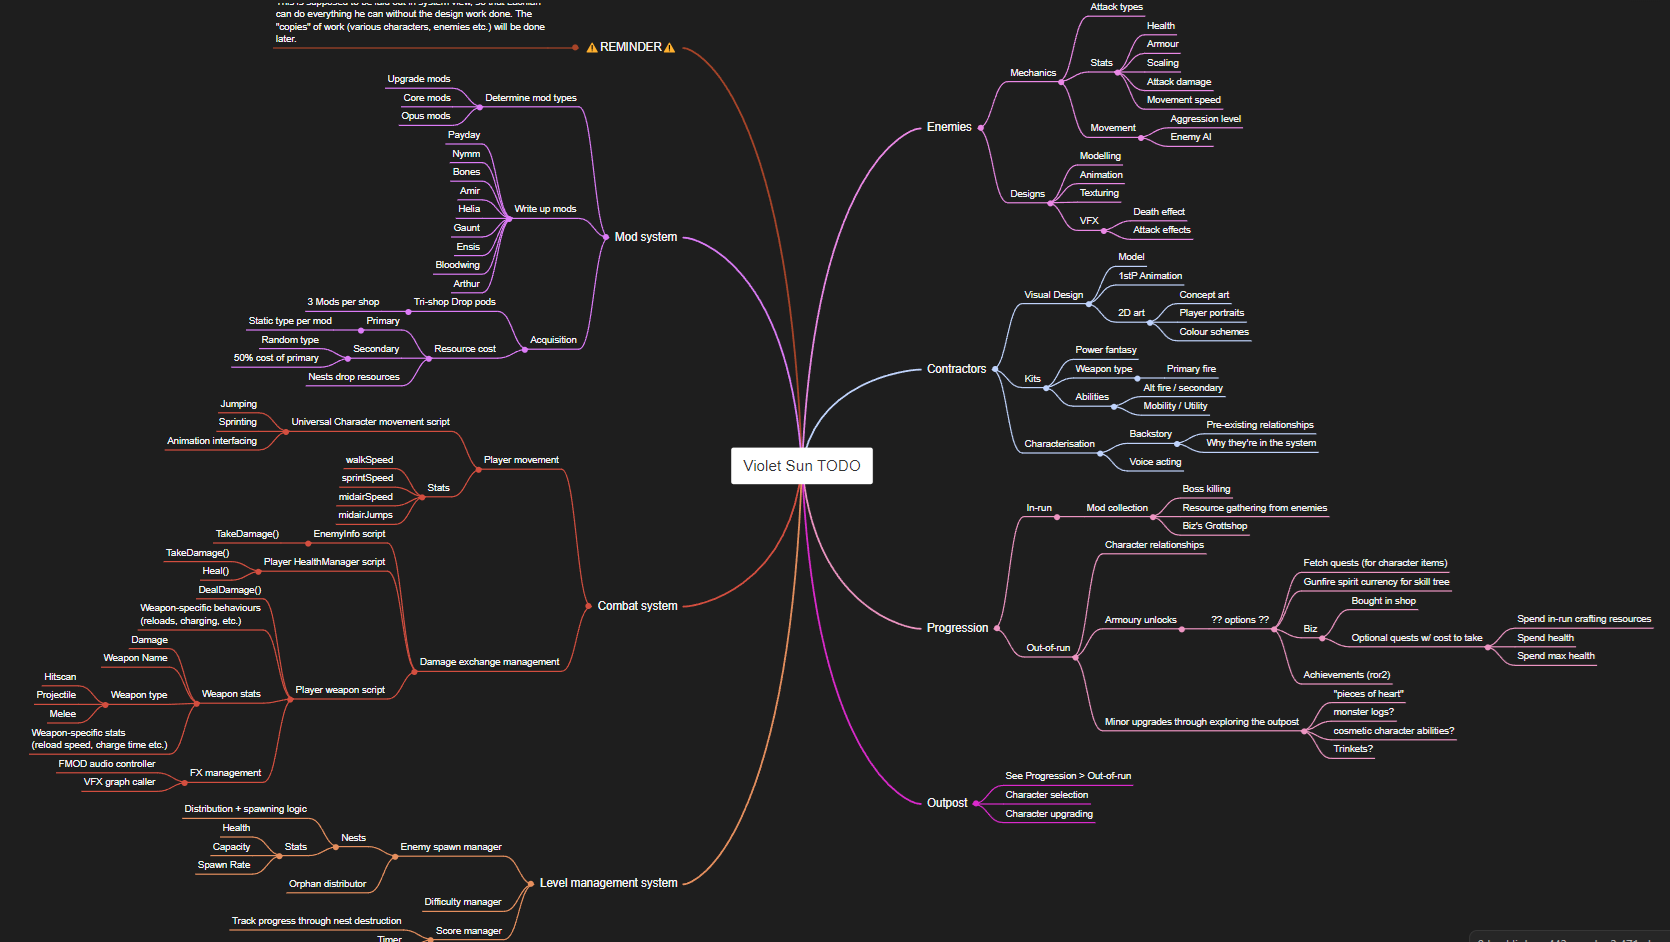 can do everything he can without the design work done. The
"copies" of work (various characters, enemies etc.) will be done
later.
⚠REMINDER⚠
Upgrade mods
Core mods
Opus mods
Determine mod types
Payday
Nymm
Bones
Amir
Helia
Gaunt
Ensis
Bloodwing
Arthur
Write up mods
Mod system
3 Mods per shop
Tri-shop Drop pods
Static type per mod
Primary
Random type
50% cost of primary
Secondary
Resource cost
Nests drop resources
Acquisition
Jumping
Sprinting
Animation interfacing
Universal Character movement script
Player movement
walkSpeed
sprintSpeed
midairSpeed
midairJumps
Stats
TakeDamage()
EnemyInfo script
TakeDamage()
Heal()
Player HealthManager script
DealDamage()
Weapon-specific behaviours
(reloads, charging, etc.)
Damage
Weapon Name
Hitscan
Projectile
Melee
Weapon type
Weapon stats
Weapon-specific stats
(reload speed, charge time etc.)
Player weapon script
FMOD audio controller
VFX graph caller
FX management
Damage exchange management
Combat system
Distribution + spawning logic
Health
Capacity
Spawn Rate
Stats
Nests
Orphan distributor
Enemy spawn manager
Level management system
Difficulty manager
Track progress through nest destruction
Timer
Score manager
Violet Sun TODO
Enemies
Mechanics
Attack types
Stats
Health
Armour
Scaling
Attack damage
Movement speed
Movement
Aggression level
Enemy AI
Designs
Modelling
Animation
Texturing
VFX
Death effect
Attack effects
Contractors
Visual Design
Model
1stP Animation
2D art
Concept art
Player portraits
Colour schemes
Kits
Power fantasy
Weapon type
Primary fire
Abilities
Alt fire / secondary
Mobility / Utility
Characterisation
Backstory
Pre-existing relationships
Why they're in the system
Voice acting
Progression
In-run
Mod collection
Boss killing
Resource gathering from enemies
Biz's Grottshop
Out-of-run
Character relationships
Armoury unlocks
?? options ??
Fetch quests (for character items)
Gunfire spirit currency for skill tree
Biz
Bought in shop
Optional quests w/ cost to take
Spend in-run crafting resources
Spend health
Spend max health
Achievements (ror2)
Minor upgrades through exploring the outpost
"pieces of heart"
monster logs?
cosmetic character abilities?
Trinkets?
Outpost
See Progression > Out-of-run
Character selection
Character upgrading